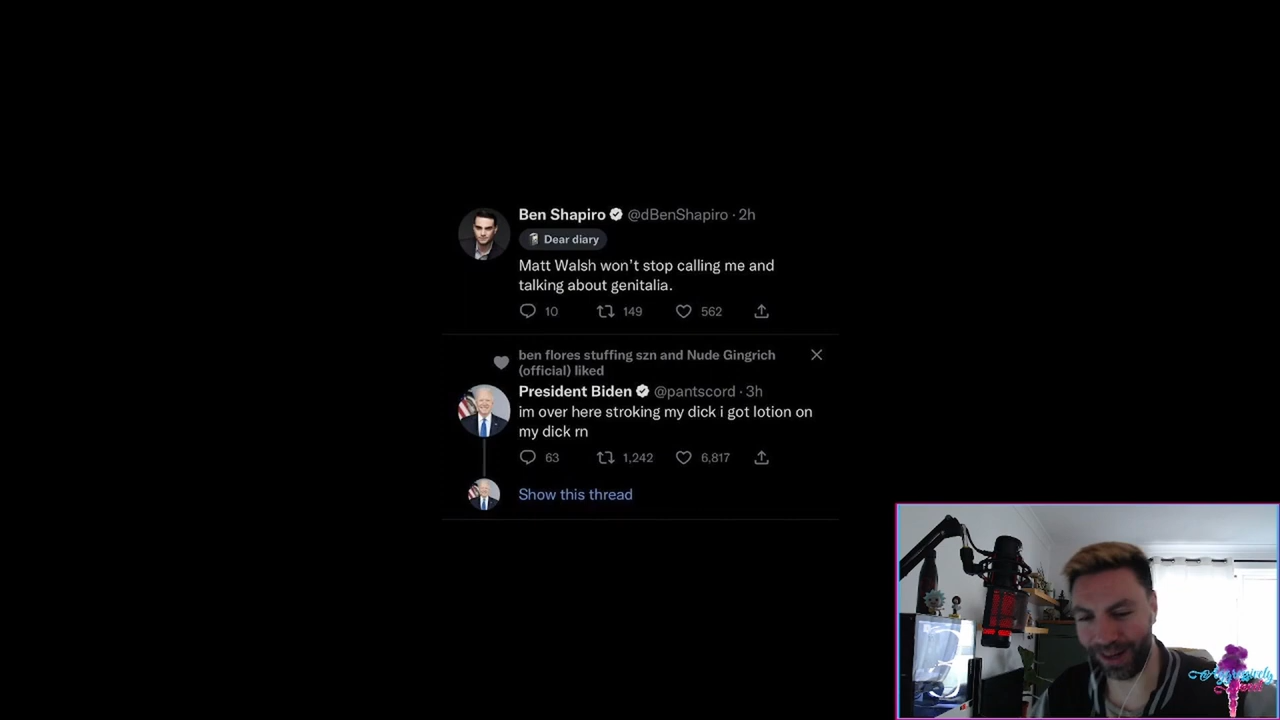 Ben Shapiro @dBenShapiro · 2h
Dear diary
Matt Walsh won't stop calling me and
talking about genitalia.
10 149 562
ben flores stuffing szn and Nude Gingrich
(official) liked
President Biden @pantscord · 3h
im over here stroking my dick i got lotion on
my dick rn
63 1,242 6,817
Show this thread